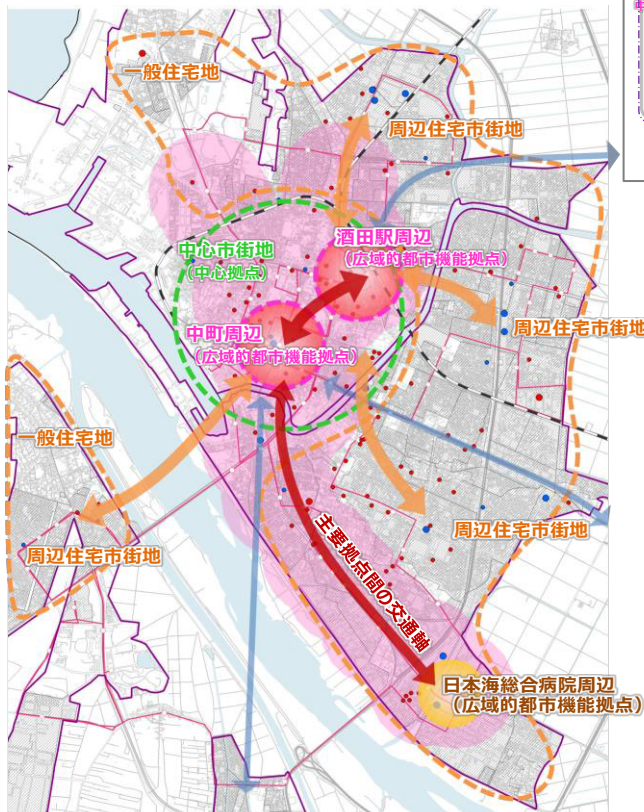 一般住宅地
周辺住宅市街地
中心市街地
(中心拠点)
酒田駅周辺
(広域的都市機能拠点)
中町周辺
(広域的都市機能拠点)
周辺住宅市街地
一般住宅地
周辺住宅市街地
周辺住宅市街地
主要拠点間の交通軸
日本海総合病院周辺
(広域的都市機能拠点)